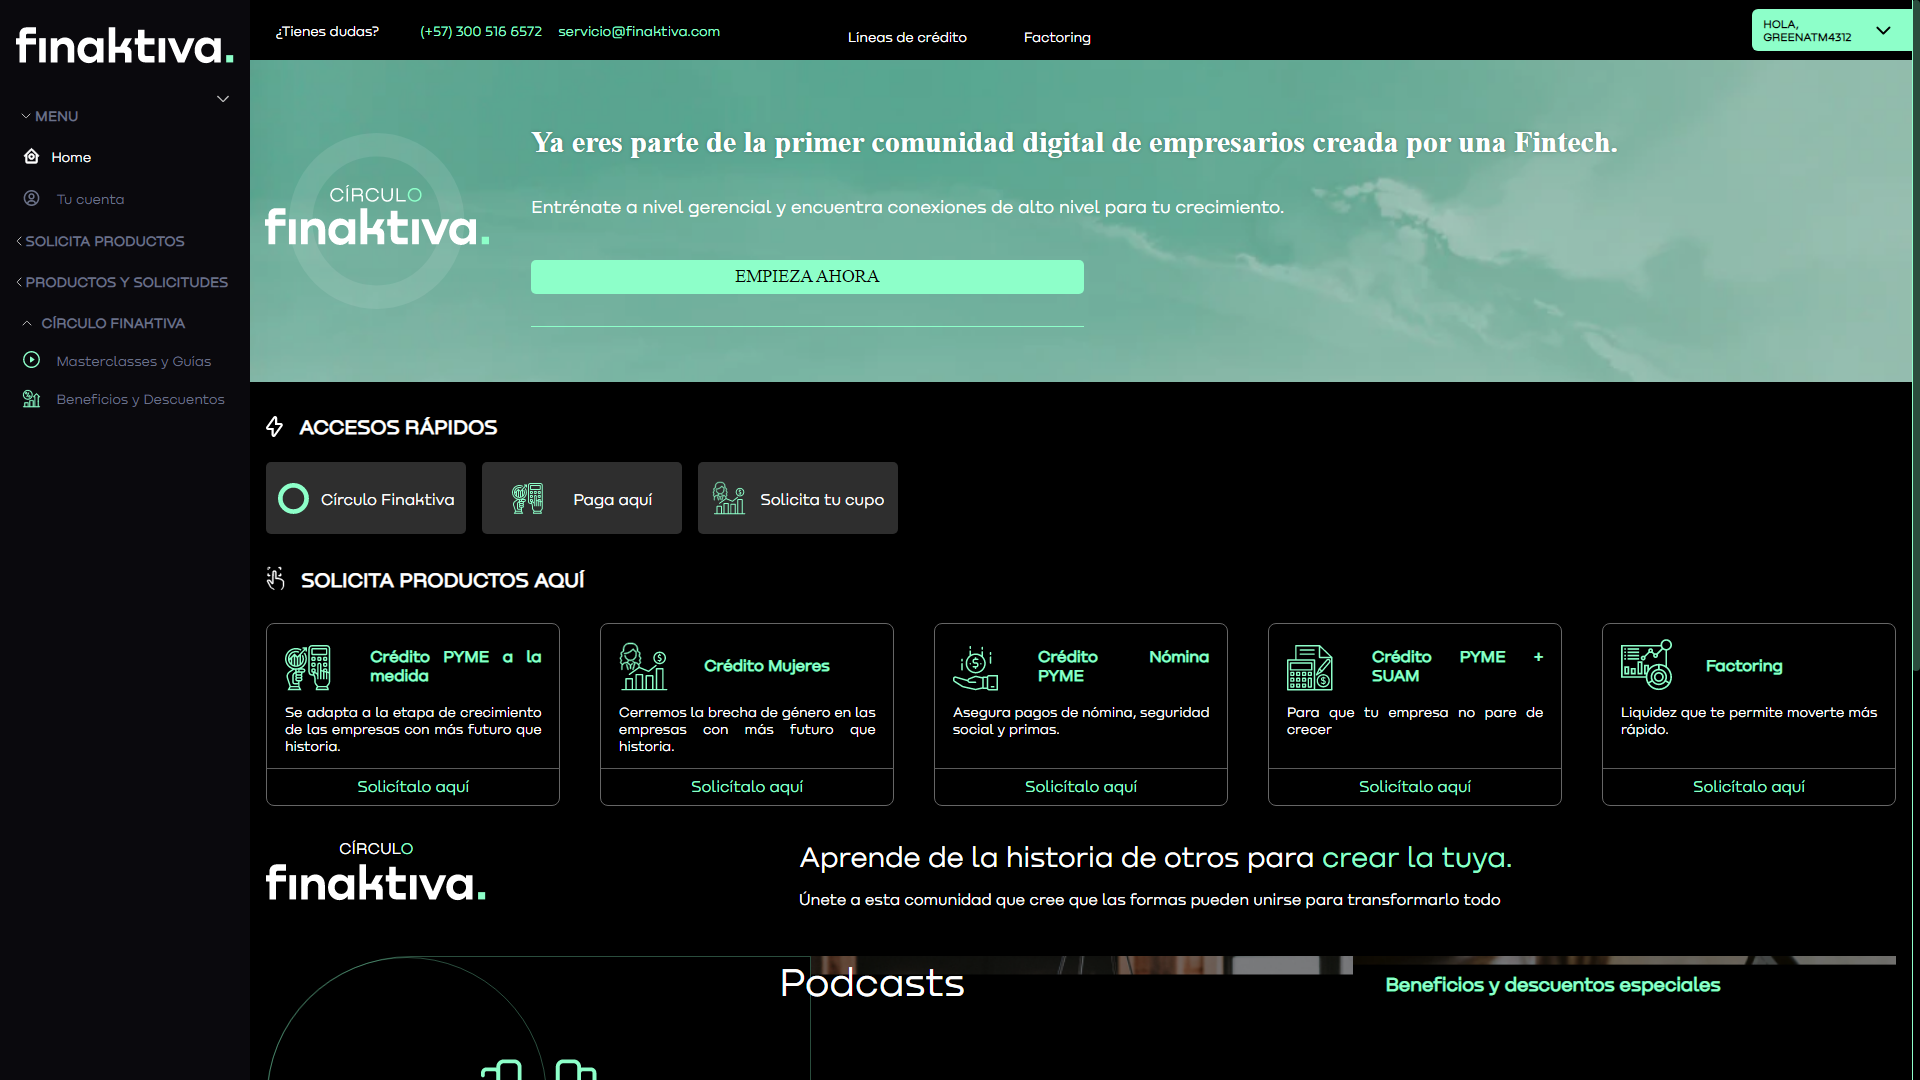 finaktiva.
¿Tienes dudas?
(+57) 300 516 6572
servicio@finaktiva.com
Líneas de crédito
Factoring
HOLA,
GREENATM4312
MENU
Home
Tu cuenta
SOLICITA PRODUCTOS
PRODUCTOS Y SOLICITUDES
CÍRCULO FINAKTIVA
Masterclasses y Guias
Beneficios y Descuentos
CÍRCULO
finaktiva.
Ya eres parte de la primer comunidad digital de empresarios creada por una Fintech.
Entrénate a nivel gerencial y encuentra conexiones de alto nivel para tu crecimiento.
EMPIEZA AHORA
ACCESOS RÁPIDOS
Círculo Finaktiva
Paga aquí
Solicita tu cupo
SOLICITA PRODUCTOS AQUÍ
Crédito PYME a la
medida
Se adapta a la etapa de crecimiento
de las empresas con más futuro que
historia.
Solicítalo aquí
Crédito Mujeres
Cerremos la brecha de género en las
empresas con más futuro que
historia.
Solicítalo aquí
Crédito Nómina
PYME
Asegura pagos de nómina, seguridad
social y primas.
Solicítalo aquí
Crédito PYME +
SUAM
Para que tu empresa no pare de
crecer
Solicítalo aquí
Factoring
Liquidez que te permite moverte más
rápido.
Solicítalo aquí
CÍRCULO
finaktiva.
Aprende de la historia de otros para crear la tuya.
Únete a esta comunidad que cree que las formas pueden unirse para transformarlo todo
Podcasts
Beneficios y descuentos especiales